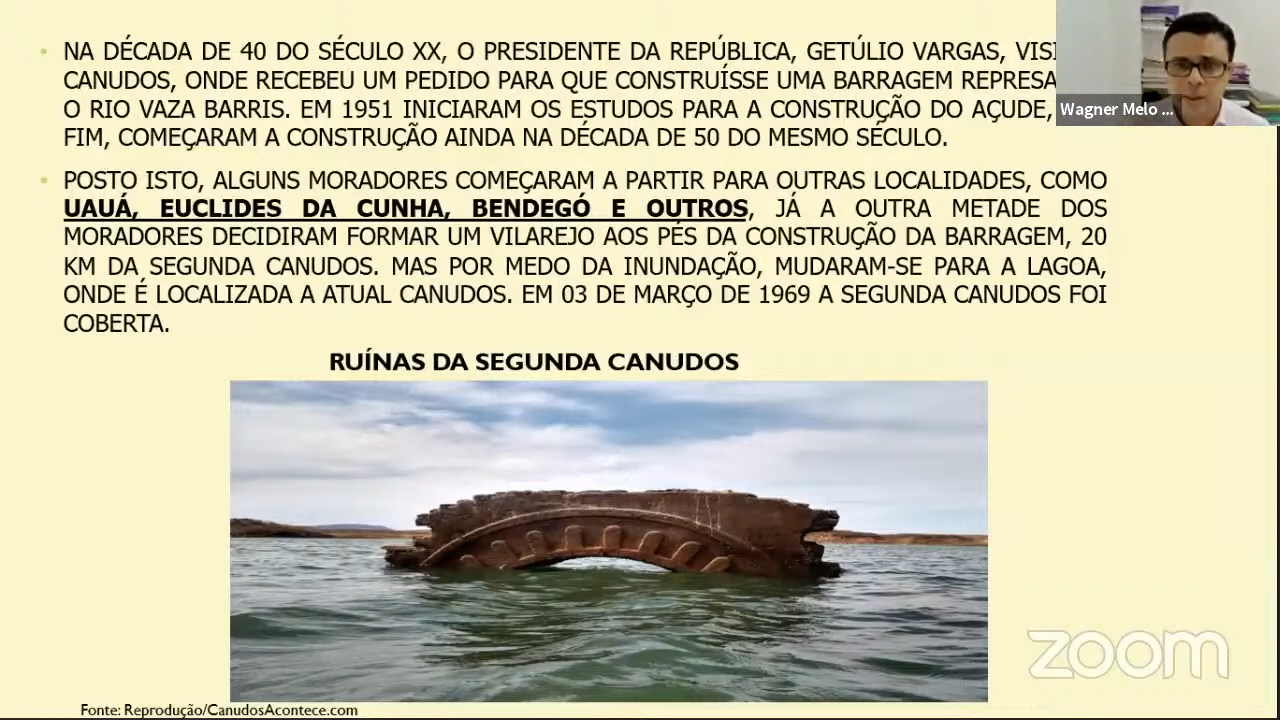 • NA DÉCADA DE 40 DO SÉCULO XX, O PRESIDENTE DA REPÚBLICA, GETÚLIO VARGAS,
CANUDOS, ONDE RECEBEU UM PEDIDO PARA QUE CONSTRUÍSSE UMA BARRAGEM
O RIO VAZA BARRIS. EM 1951 INICIARAM OS ESTUDOS PARA A CONSTRUÇÃO DO AÇUDE,
FIM, COMEÇARAM A CONSTRUÇÃO AINDA NA DÉCADA DE 50 DO MESMO SÉCULO.
• POSTO ISTO, ALGUNS MORADORES COMEÇARAM A PARTIR PARA OUTRAS LOCALIDADES, COMO
UAUÁ, EUCLIDES DA CUNHA, BENDEGÓ E OUTROS, JÁ A OUTRA METADE DOS
MORADORES DECIDIRAM FORMAR UM VILAREJO AOS PÉS DA CONSTRUÇÃO DA BARRAGEM, 20
KM DA SEGUNDA CANUDOS. MAS POR MEDO DA INUNDAÇÃO, MUDARAM-SE PARA A LAGOA,
ONDE É LOCALIZADA A ATUAL CANUDOS. EM 03 DE MARÇO DE 1969 A SEGUNDA CANUDOS FOI
COBERTA.
RUÍNAS DA SEGUNDA CANUDOS
Fonte: Reprodução/CanudosAcontece.com
Wagner Melo ...
zoom